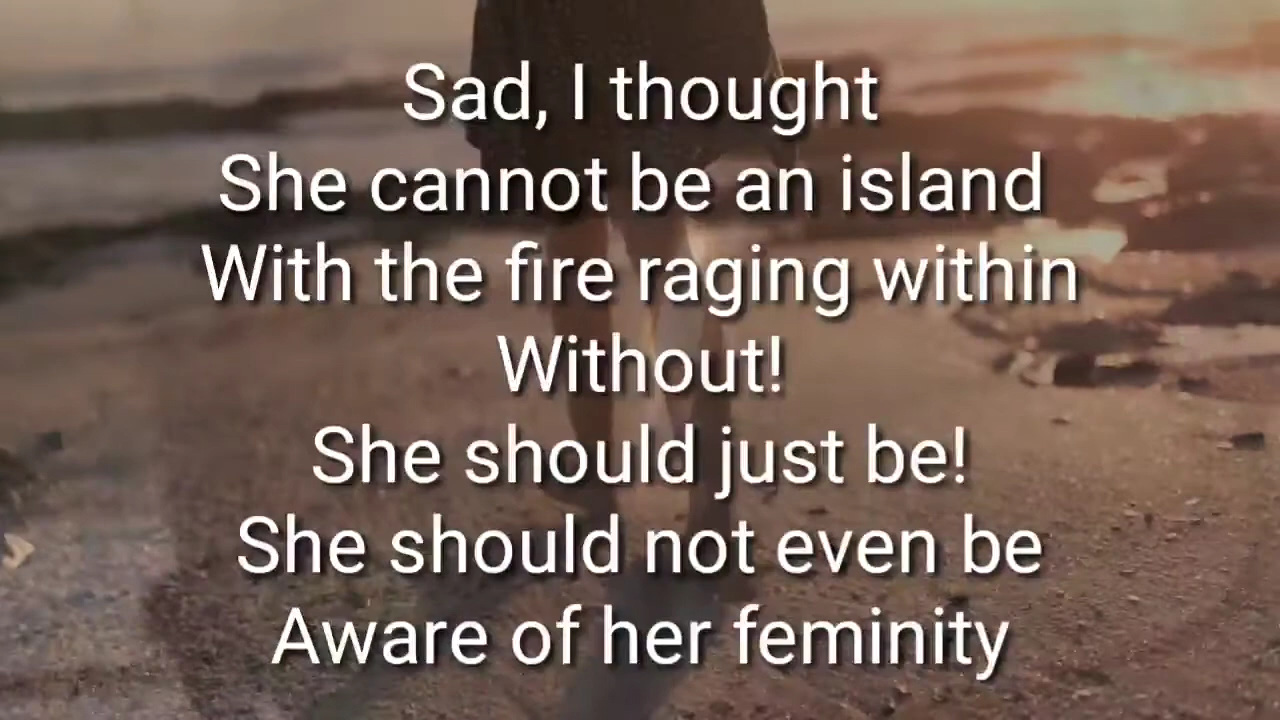 Sad, I thought
She cannot be an island
With the fire raging within
Without!
She should just be!
She should not even be
Aware of her feminity